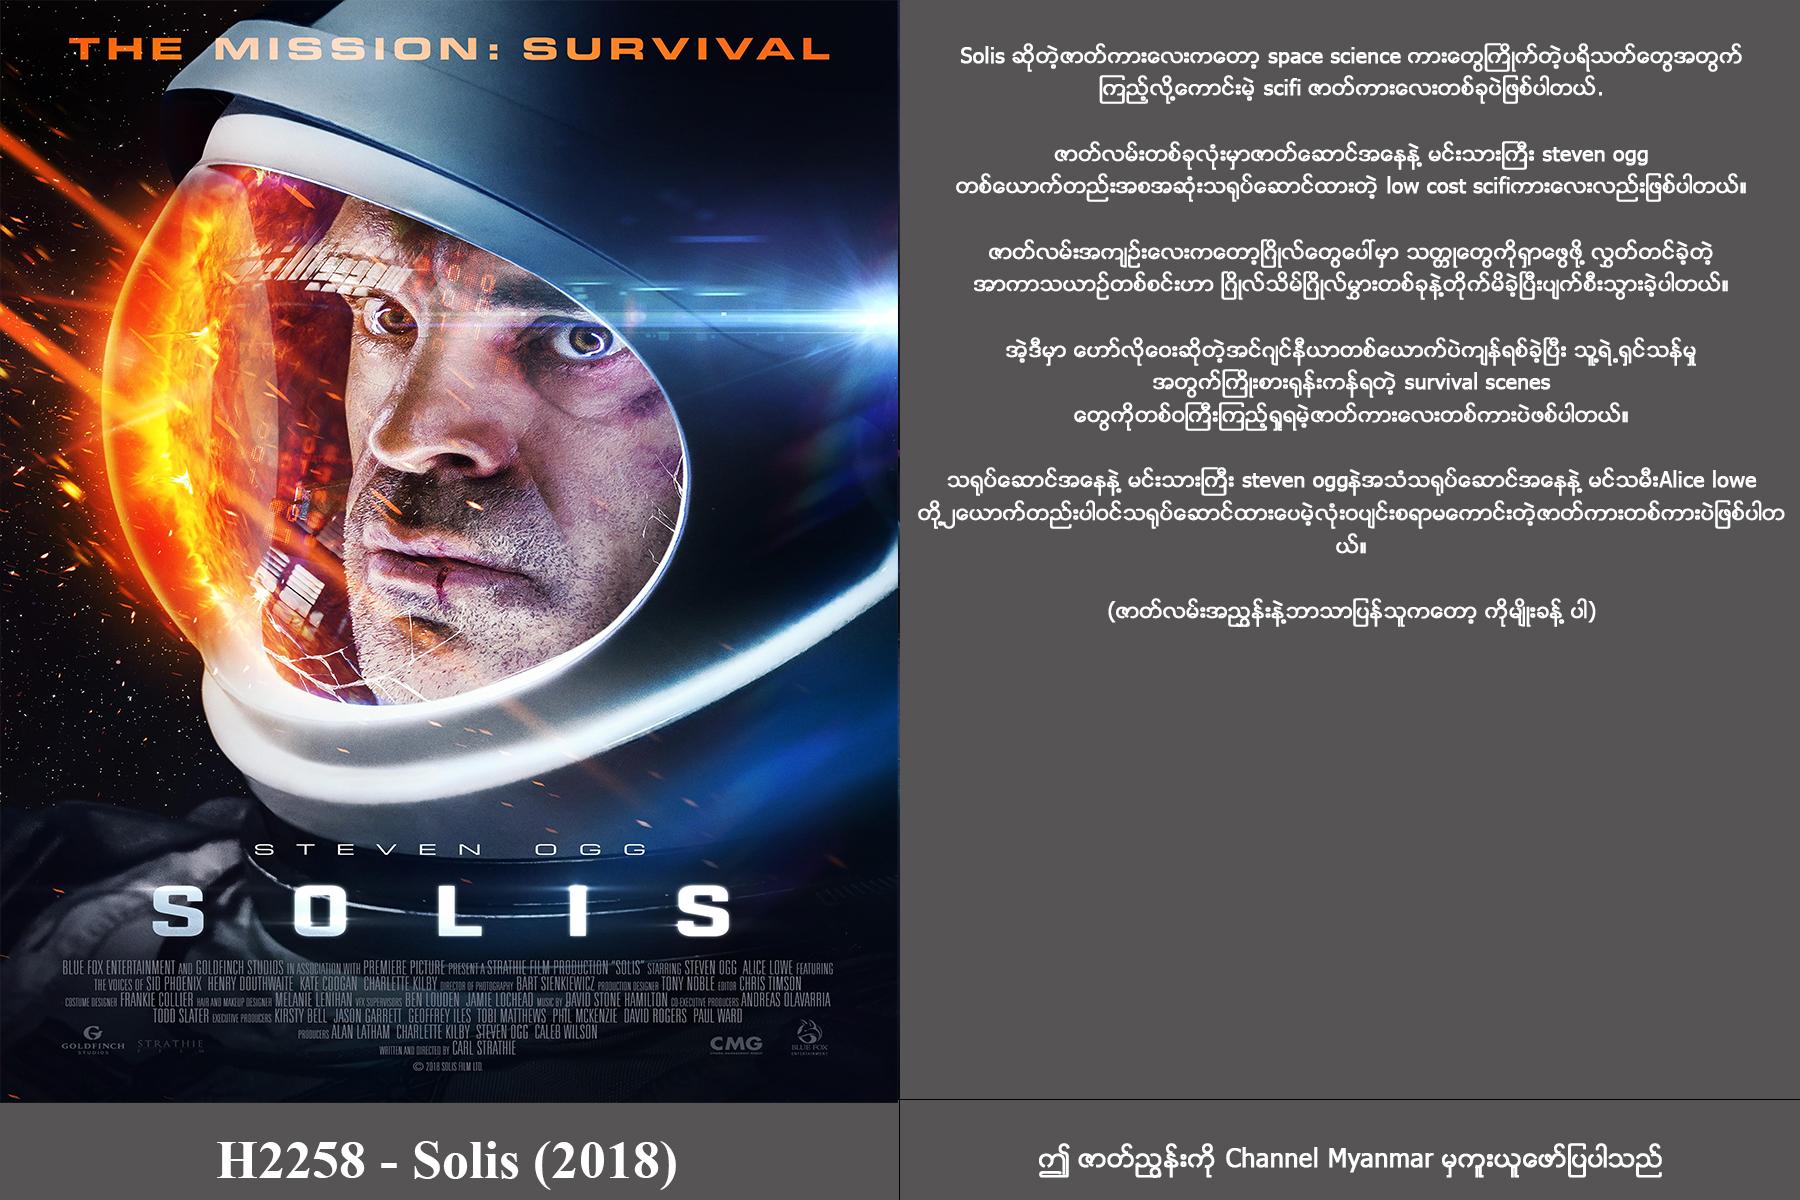 THE MISSION: SURVIVAL
STEVEN OGG
SOLIS
BLUE FOX ENTERTAINMENT AND GOLDFINCH STUDIOS IN ASSOCIATION WITH PREMIERE PICTURE PRESENT A STRATHIE FILM PRODUCTION "SOLIS" STARRING STEVEN OGG ALICE LOWE FEATURING
THE VOICES OF SID PHOENIX HENRY DOUTHWAITE KATE COOGAN CHARLETTE KILBY DIRECTOR OF PHOTOGRAPHY BART SIENKIEWICZ PRODUCTION DESIGNER TONY NOBLE EDITOR CHRIS TIMSON
COSTUME DESIGNER FRANKIE COLLIER HAIR AND MAKEUP DESIGNER MELANIE LENIHAN VFX SUPERVISORS BEN LOUDEN JAMIE LOCHEAD MUSIC BY DAVID STONE HAMILTON CO-EXECUTIVE PRODUCERS ANDREAS OLAVARRIA
TODD SLATER EXECUTIVE PRODUCERS KIRSTY BELL JASON GARRETT GEOFFREY ILES TOBI MATTHEWS PHIL MCKENZIE DAVID ROGERS PAUL WARD
PRODUCERS ALAN LATHAM CHARLETTE KILBY STEVEN OGG CALEB WILSON
WRITTEN AND DIRECTED BY CARL STRATHIE
© 2018 SOLIS FILM LTD.
G
GOLDFINCH
STUDIOS
STRATHIE
FILM
CMG
BLUE FOX
ENTERTAINMENT
H2258 - Solis (2018)
Solis ဆိုတဲ့ဇာတ်ကားလေးကတော့ space science ကားတွေကြိုက်တဲ့ပရိသတ်တွေအတွက်
ကြည့်လို့ကောင်းမဲ့ scifi ဇာတ်ကားလေးတစ်ခုပဲဖြစ်ပါတယ်.
ဇာတ်လမ်းတစ်ခုလုံးမှာဇာတ်ဆောင်အနေနဲ့ မင်းသားကြီး steven ogg
တစ်ယောက်တည်းအစအဆုံးသရုပ်ဆောင်ထားတဲ့ low cost scifiကားလေးလည်းဖြစ်ပါတယ်။
ဇာတ်လမ်းအကျဉ်းလေးကတော့ဂြိုလ်တွေပေါ်မှာ သတ္တုတွေကိုရှာဖွေဖို့ လွှတ်တင်ခဲ့တဲ့
အာကာသယာဉ်တစ်စင်းဟာ ဂြိုလ်သိမ်ဂြိုလ်မွှားတစ်ခုနဲ့တိုက်မိခဲ့ပြီးပျက်စီးသွားခဲ့ပါတယ်။
အဲ့ဒီမှာ ဟော်လိုဝေးဆိုတဲ့အင်ဂျင်နီယာတစ်ယောက်ပဲကျန်ရစ်ခဲ့ပြီး သူ့ရဲ့ရှင်သန်မှု
အတွက်ကြိုးစားရုန်းကန်ရတဲ့ survival scenes
တွေကိုတစ်ဝကြီးကြည့်ရှုရမဲ့ဇာတ်ကားလေးတစ်ကားပဲဖစ်ပါတယ်။
သရုပ်ဆောင်အနေနဲ့ မင်းသားကြီး steven oggနဲအသံသရုပ်ဆောင်အနေနဲ့ မင်သမီးAlice lowe
တို့၂ယောက်တည်းပါဝင်သရုပ်ဆောင်ထားပေမဲ့လုံးဝပျင်းစရာမကောင်းတဲ့ဇာတ်ကားတစ်ကားပဲဖြစ်ပါတ
ယ်။
(ဇာတ်လမ်းအညွှန်းနဲ့ဘာသာပြန်သူကတော့ ကိုမျိုးခန့် ပါ)
ဤ ဇာတ်ညွှန်းကို Channel Myanmar မှကူးယူဖော်ပြပါသည်